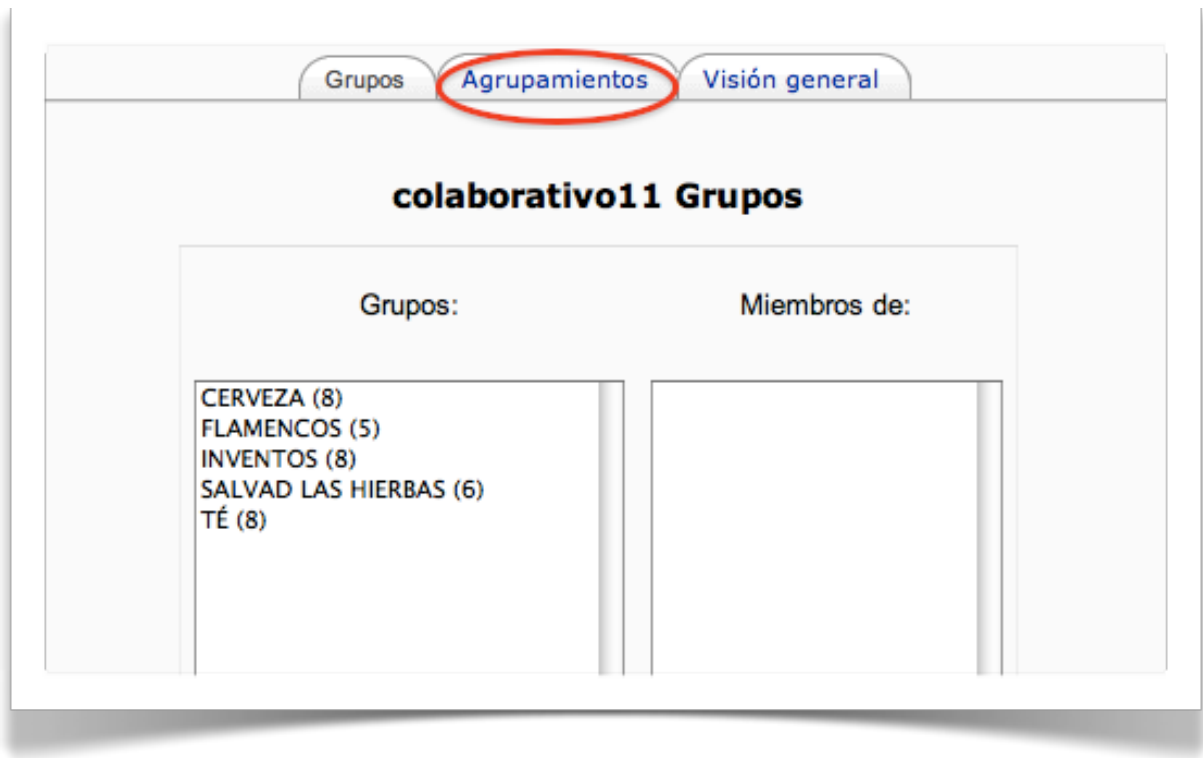 Grupos Agrupamientos Visión general
colaborativo11 Grupos
Grupos: Miembros de:
CERVEZA (8)
FLAMENCOS (5)
INVENTOS (8)
SALVAD LAS HIERBAS (6)
TÉ (8)